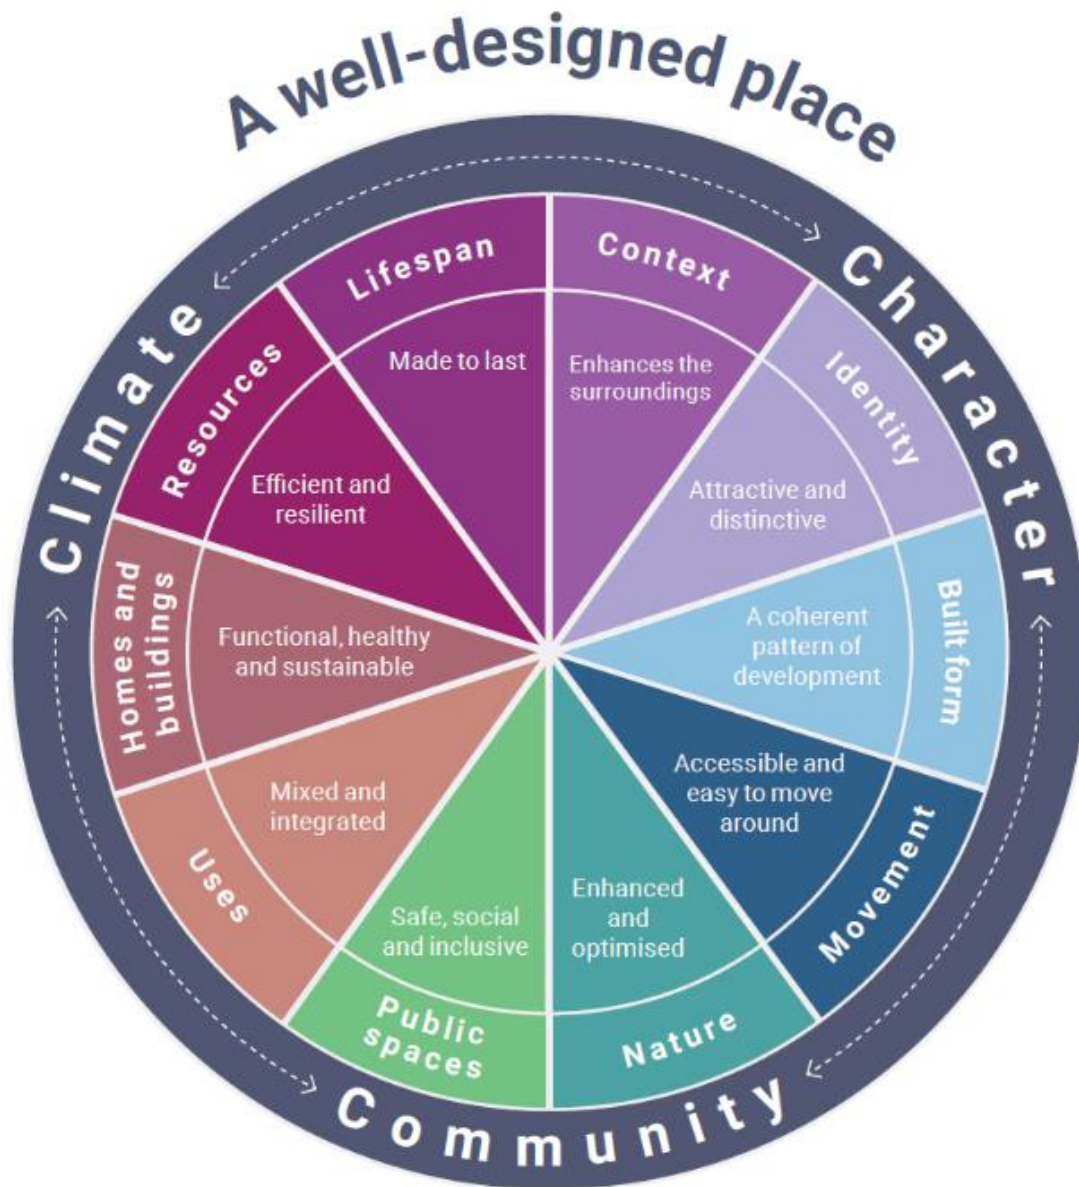 A well-designed place
Climate
Character
Community
Context
Enhances the
surroundings
Identity
Attractive and
distinctive
Built form
A coherent
pattern of
development
Movement
Accessible and
easy to move
around
Nature
Enhanced
and
optimised
Public
spaces
Safe, social
and inclusive
Uses
Mixed and
integrated
Homes and
buildings
Functional, healthy
and sustainable
Resources
Efficient and
resilient
Lifespan
Made to last